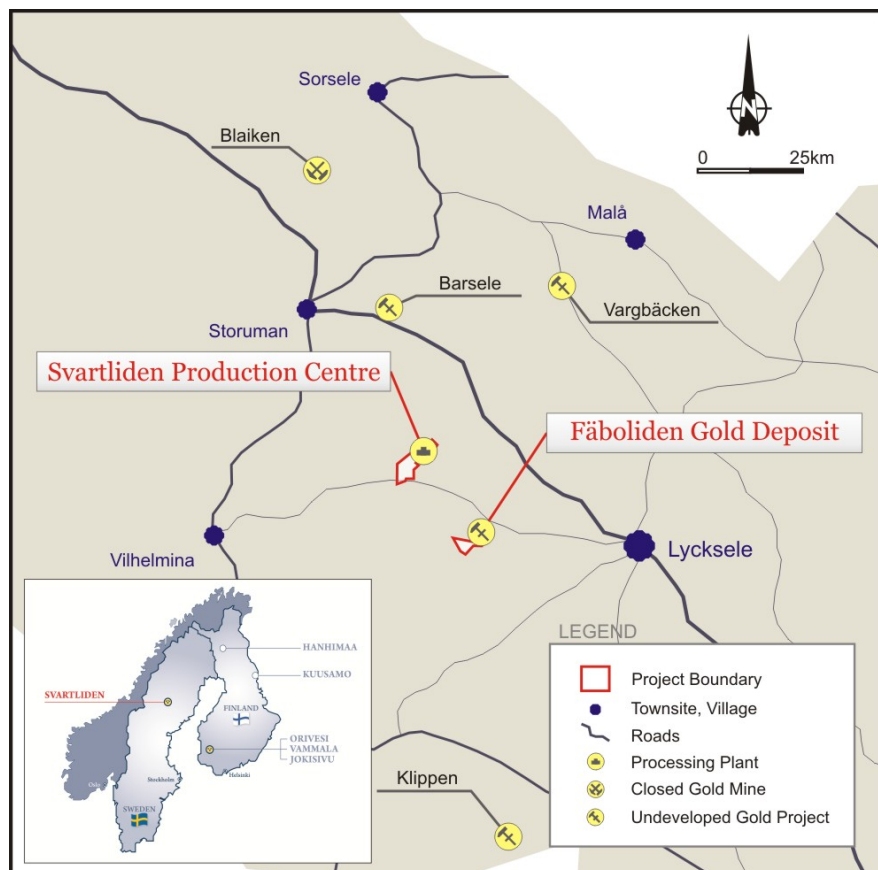 Sorsele
Blaiken
N
0 25km
Malå
Barsele
Vargbäcken
Storuman
Svartliden Production Centre
Fäboliden Gold Deposit
Vilhelmina
Lycksele
LEGEND
Project Boundary
Townsite, Village
Roads
Processing Plant
Closed Gold Mine
Undeveloped Gold Project
Klippen
HANHIMAA
KUUSAMO
SVARTLIDEN
FINLAND
ORIVESI
VAMMALA
JOKISIVU
Oslo
Stockholm
Helsinki
SWEDEN